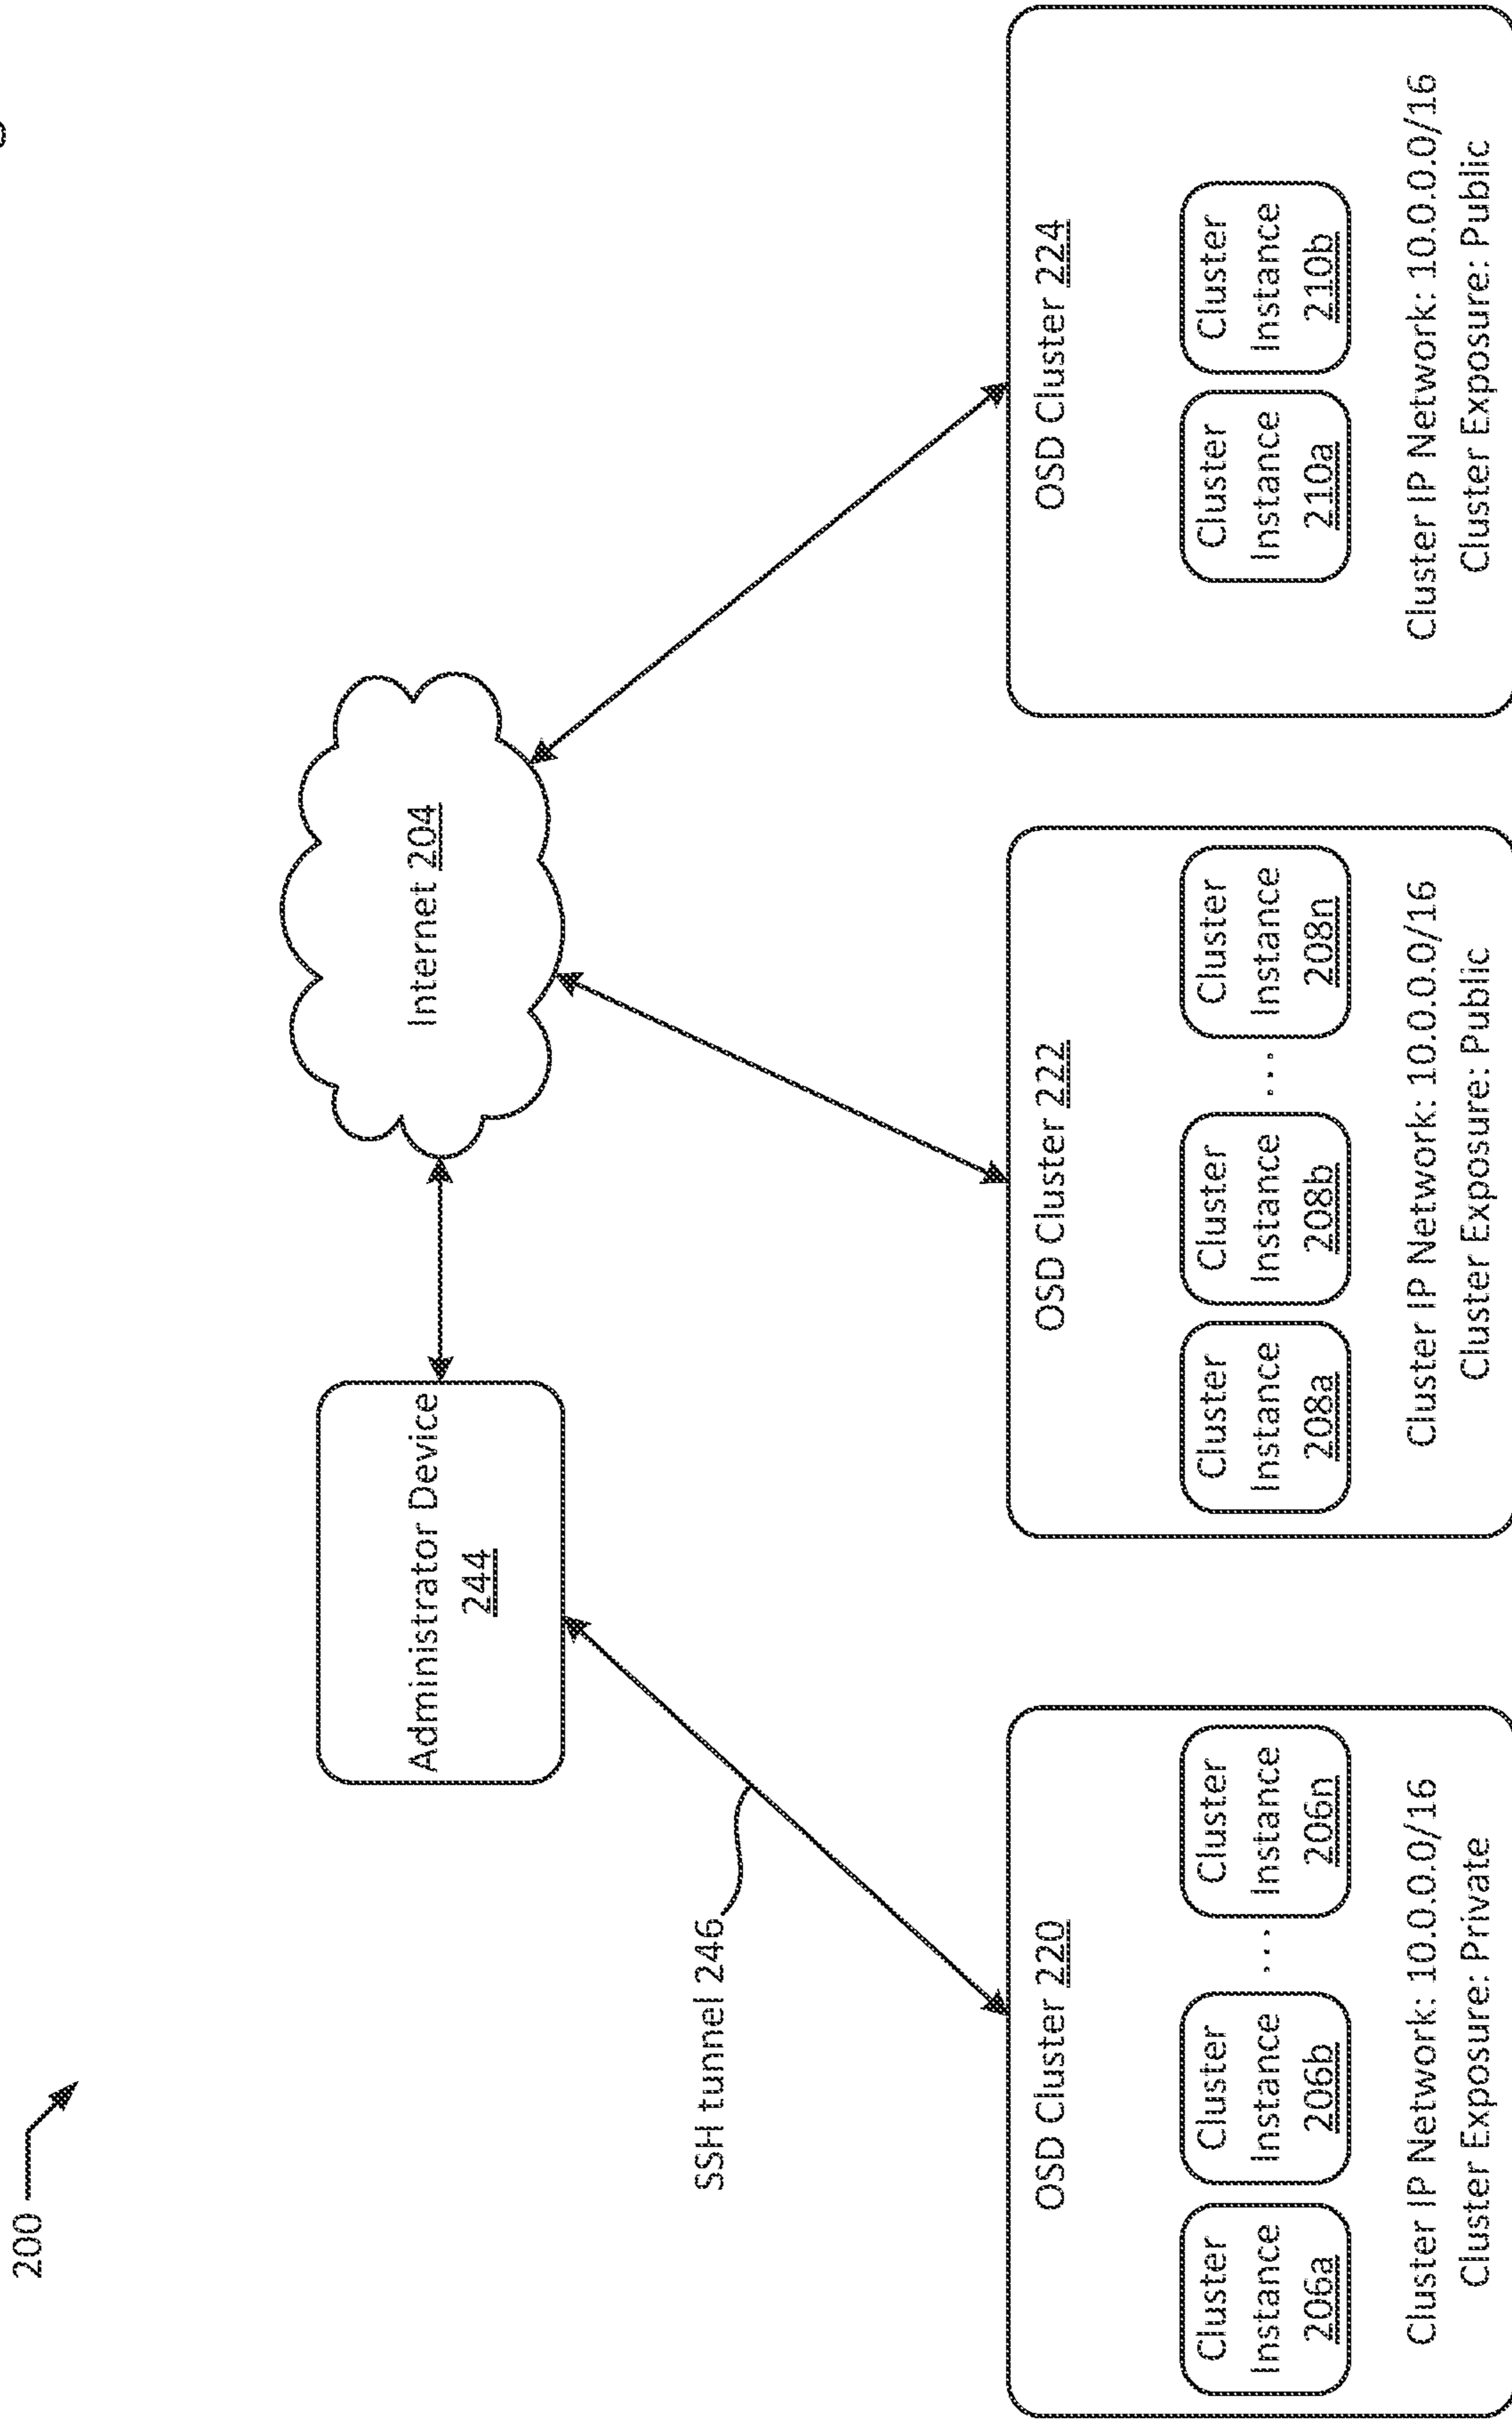 200
Administrator Device
244
Internet 204
SSH tunnel 246
OSD Cluster 220
Cluster
Instance
206a
Cluster
Instance
206b
...
Cluster
Instance
206n
Cluster IP Network: 10.0.0.0/16
Cluster Exposure: Private
OSD Cluster 222
Cluster
Instance
208a
Cluster
Instance
208b
...
Cluster
Instance
208n
Cluster IP Network: 10.0.0.0/16
Cluster Exposure: Public
OSD Cluster 224
Cluster
Instance
210a
Cluster
Instance
210b
Cluster IP Network: 10.0.0.0/16
Cluster Exposure: Public